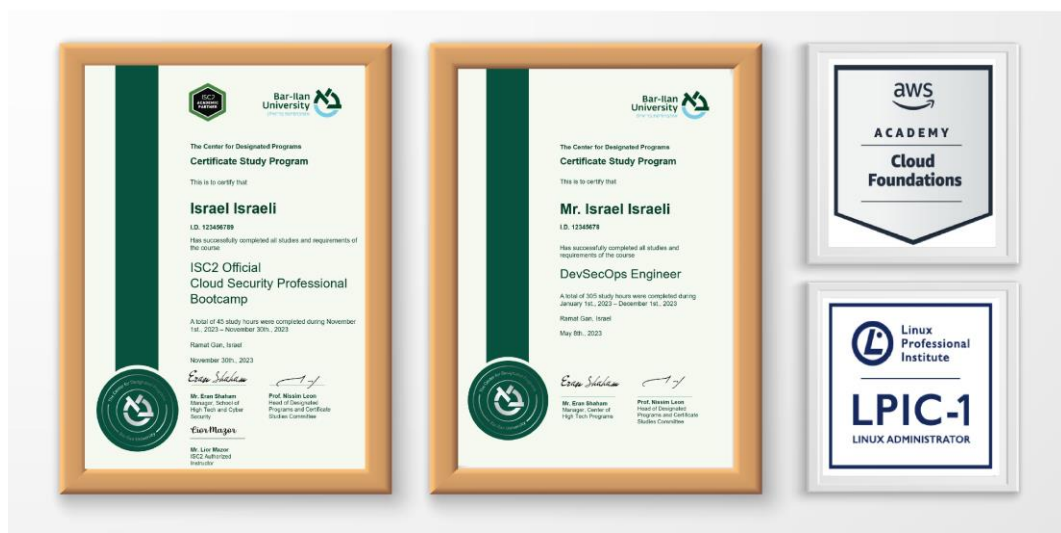 ISC2
ACADEMIC
PARTNER
Bar-Ilan
University
The Center for Designated Programs
Certificate Study Program
This is to certify that
Israel Israeli
I.D. 123456789
Has successfully completed all studies and requirements of
the course
ISC2 Official
Cloud Security Professional
Bootcamp
A total of 45 study hours were completed during November
1st., 2023 – November 30th., 2023
Ramat Gan, Israel
November 30th., 2023
Eran Shaham
Mr. Eran Shaham
Manager, School of
High Tech and Cyber
Security
Prof. Nissim Leon
Head of Designated
Programs and Certificate
Studies Committee
Lior Mazor
Mr. Lior Mazor
ISC2 Authorized
Instructor
Bar-Ilan
University
The Center for Designated Programs
Certificate Study Program
This is to certify that
Mr. Israel Israeli
I.D. 12345678
Has successfully completed all studies and
requirements of the course
DevSecOps Engineer
A total of 305 study hours were completed during
January 1st., 2023 – December 1st., 2023
Ramat Gan, Israel
May 8th., 2023
Eran Shaham
Mr. Eran Shaham
Manager, Center of
High Tech Programs
Prof. Nissim Leon
Head of Designated
Programs and Certificate
Studies Committee
aws
ACADEMY
Cloud
Foundations
Linux
Professional
Institute
LPIC-1
LINUX ADMINISTRATOR